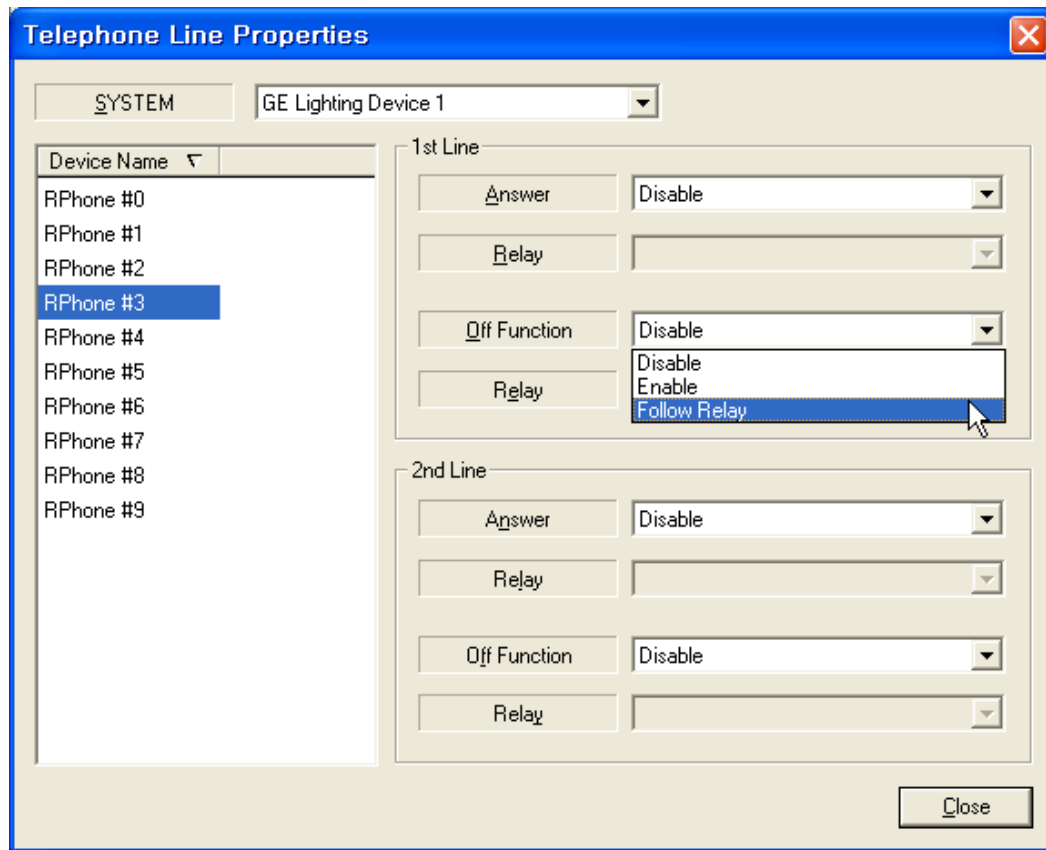 Telephone Line Properties
SYSTEM
GE Lighting Device 1
Device Name
RPhone #0
RPhone #1
RPhone #2
RPhone #3
RPhone #4
RPhone #5
RPhone #6
RPhone #7
RPhone #8
RPhone #9
1st Line
Answer
Disable
Relay
Off Function
Disable
Disable
Enable
Follow Relay
Relay
2nd Line
Answer
Disable
Relay
Off Function
Disable
Relay
Close